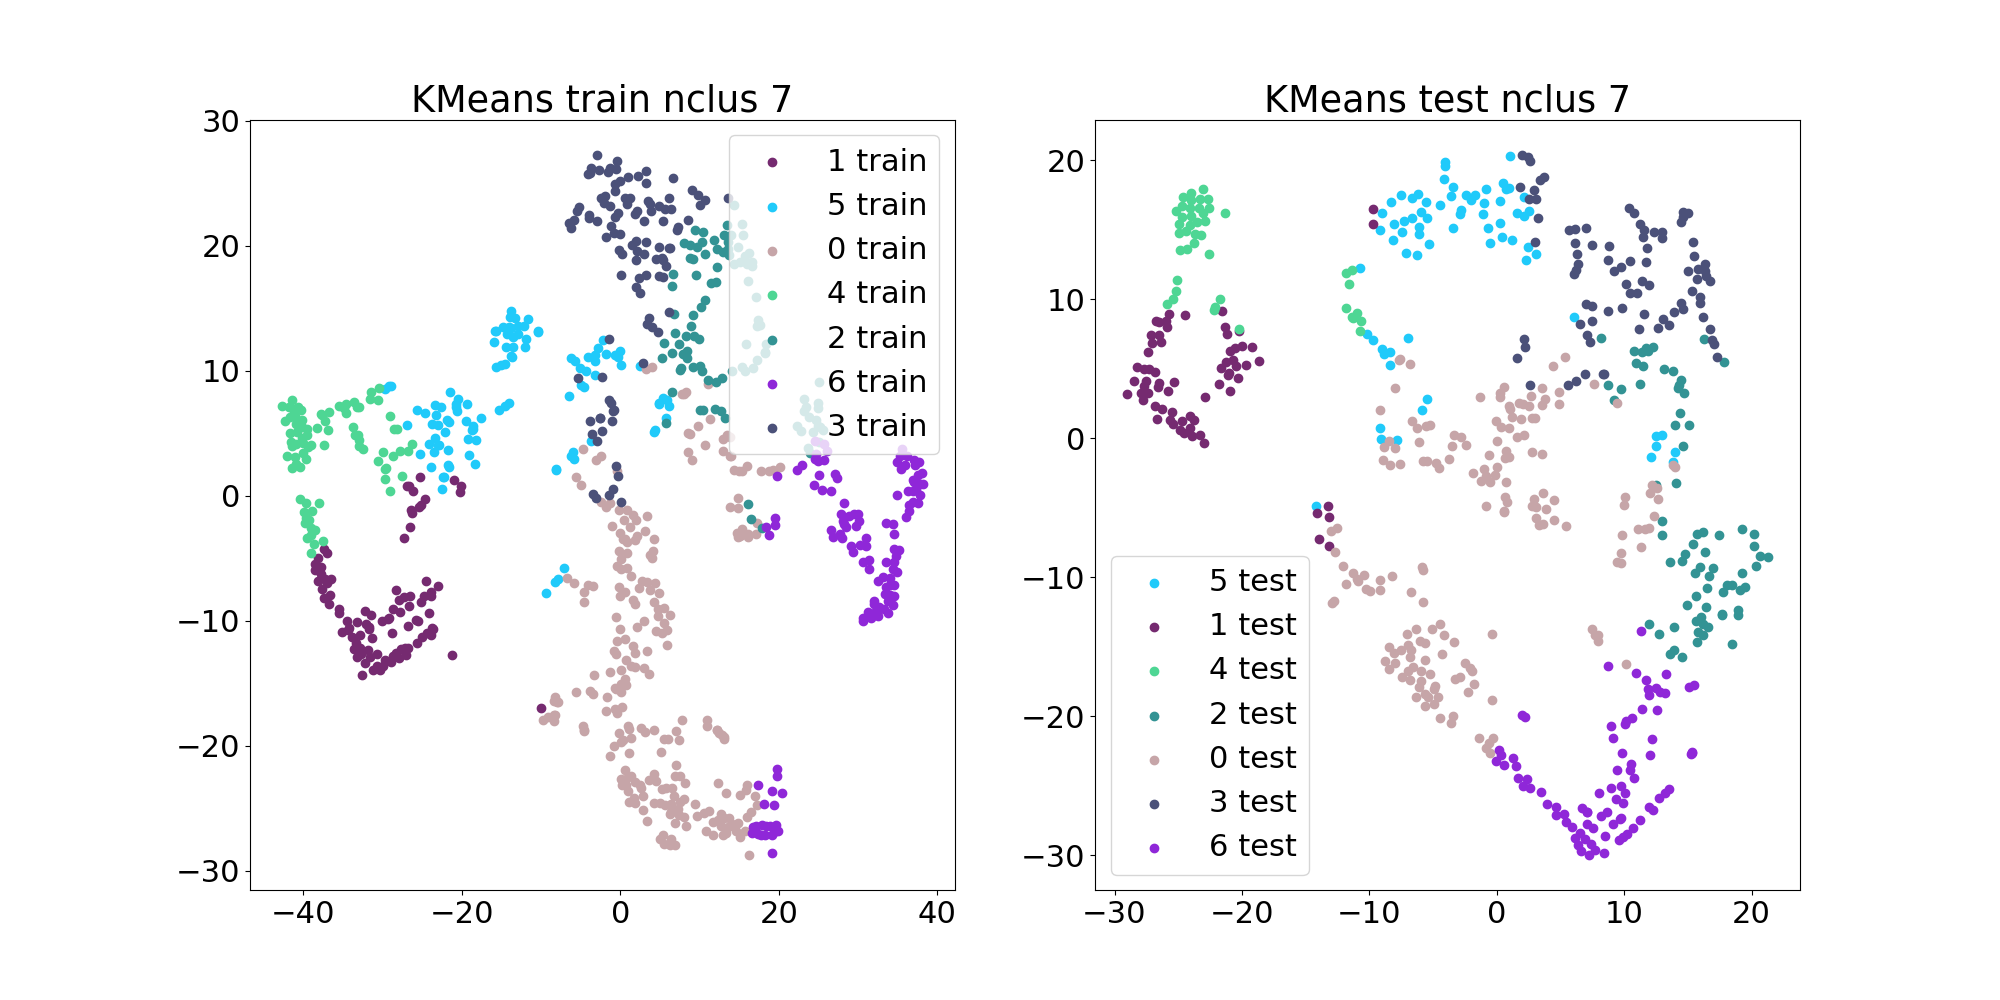 KMeans train nclus 7
30
20
10
0
−10
−20
−30
−40
−20
0
20
40
1 train
5 train
0 train
4 train
2 train
6 train
3 train
KMeans test nclus 7
20
10
0
−10
−20
−30
−30
−20
−10
0
10
20
5 test
1 test
4 test
2 test
0 test
3 test
6 test